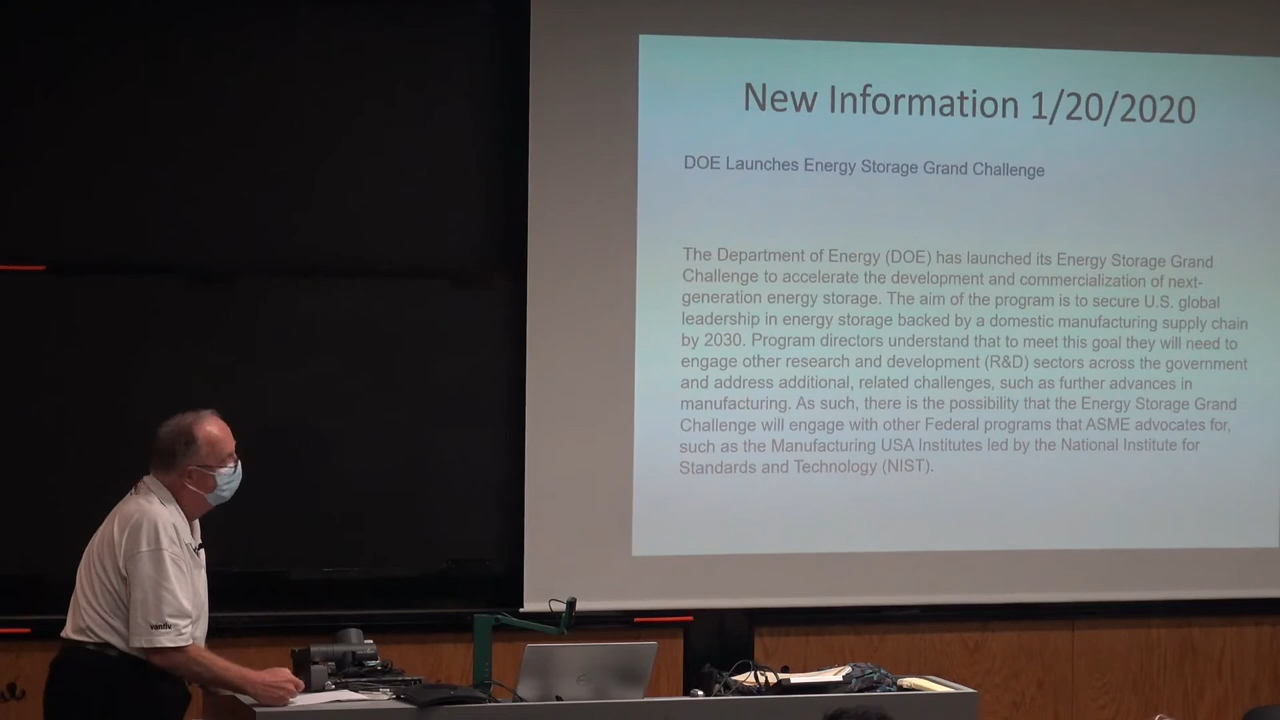 New Information 1/20/2020
DOE Launches Energy Storage Grand Challenge
The Department of Energy (DOE) has launched its Energy Storage Grand
Challenge to accelerate the development and commercialization of next-
generation energy storage. The aim of the program is to secure U.S. global
leadership in energy storage backed by a domestic manufacturing supply chain
by 2030. Program directors understand that to meet this goal they will need to
engage other research and development (R&D) sectors across the government
and address additional, related challenges, such as further advances in
manufacturing. As such, there is the possibility that the Energy Storage Grand
Challenge will engage with other Federal programs that ASME advocates for,
such as the Manufacturing USA Institutes led by the National Institute for
Standards and Technology (NIST).
vantiv